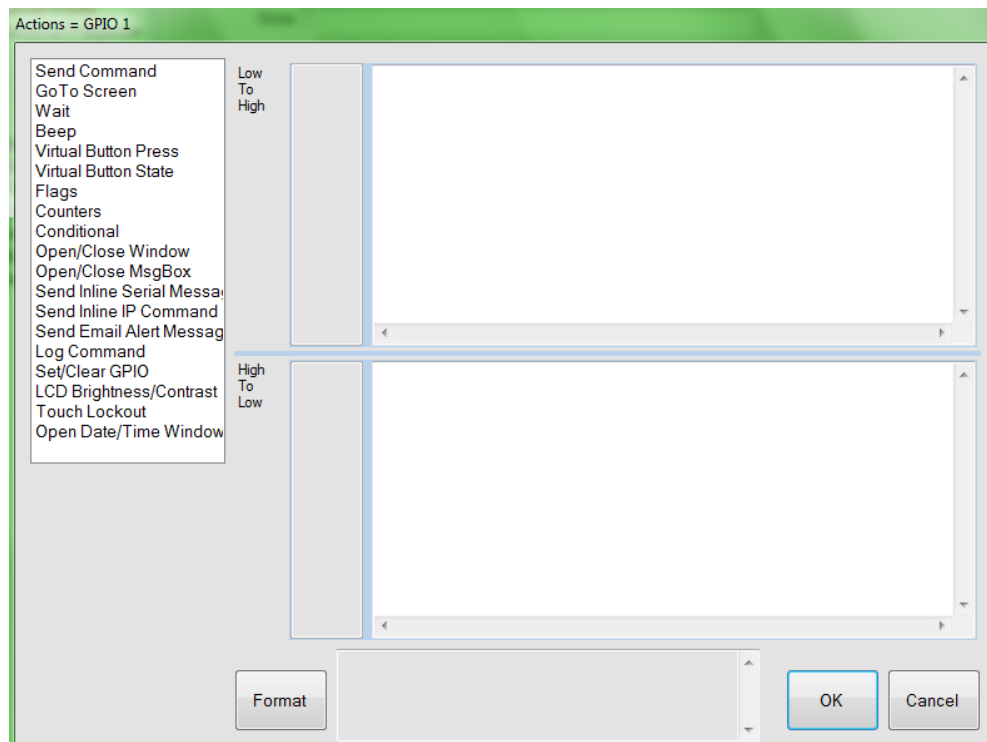 Actions = GPIO 1
Send Command
GoTo Screen
Wait
Beep
Virtual Button Press
Virtual Button State
Flags
Counters
Conditional
Open/Close Window
Open/Close MsgBox
Send Inline Serial Messa
Send Inline IP Command
Send Email Alert Messag
Log Command
Set/Clear GPIO
LCD Brightness/Contrast
Touch Lockout
Open Date/Time Window
Low
To
High
High
To
Low
Format
OK
Cancel